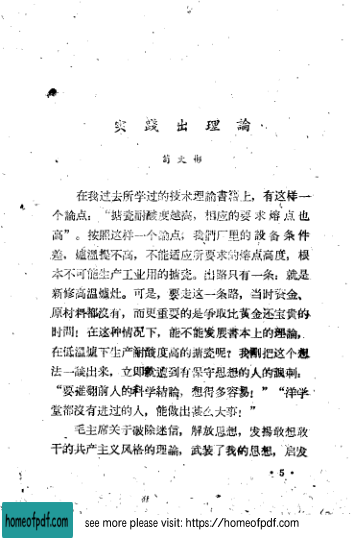 实践出理論
简文彬
在我过去所学过的技术理論書籍上，有这样一
个論点：“搪瓷耐酸度越高，相应的要求熔点也
高”。按照这样一个論点，我們厂里的設备条件
差，爐溫提不高，不能适应所要求的熔点高度，根
本不可能生产工业用的搪瓷。出路只有一条：就是
新修高温爐灶。可是，要走这一条路，当时資金、
原材料都沒有，而更重要的是争取比黃金还宝貴的
时間！在这种情况下，能不能发展書本上的理論，
在低溫爐下生产耐酸度高的搪瓷呢？我刚把这个想
法一談出来，立即遭到有保守思想的人的諷刺。
“要推翻前人的科学結論，想得多容易！”“洋学
堂都沒有进过的人，能做出什么大事！”
毛主席关于破除迷信，解放思想，发揚敢想敢
干的共产主义风格的理論，武装了我的思想，启发
· 5 ·
homeofpdf.com
see more please visit: https://homeofpdf.com